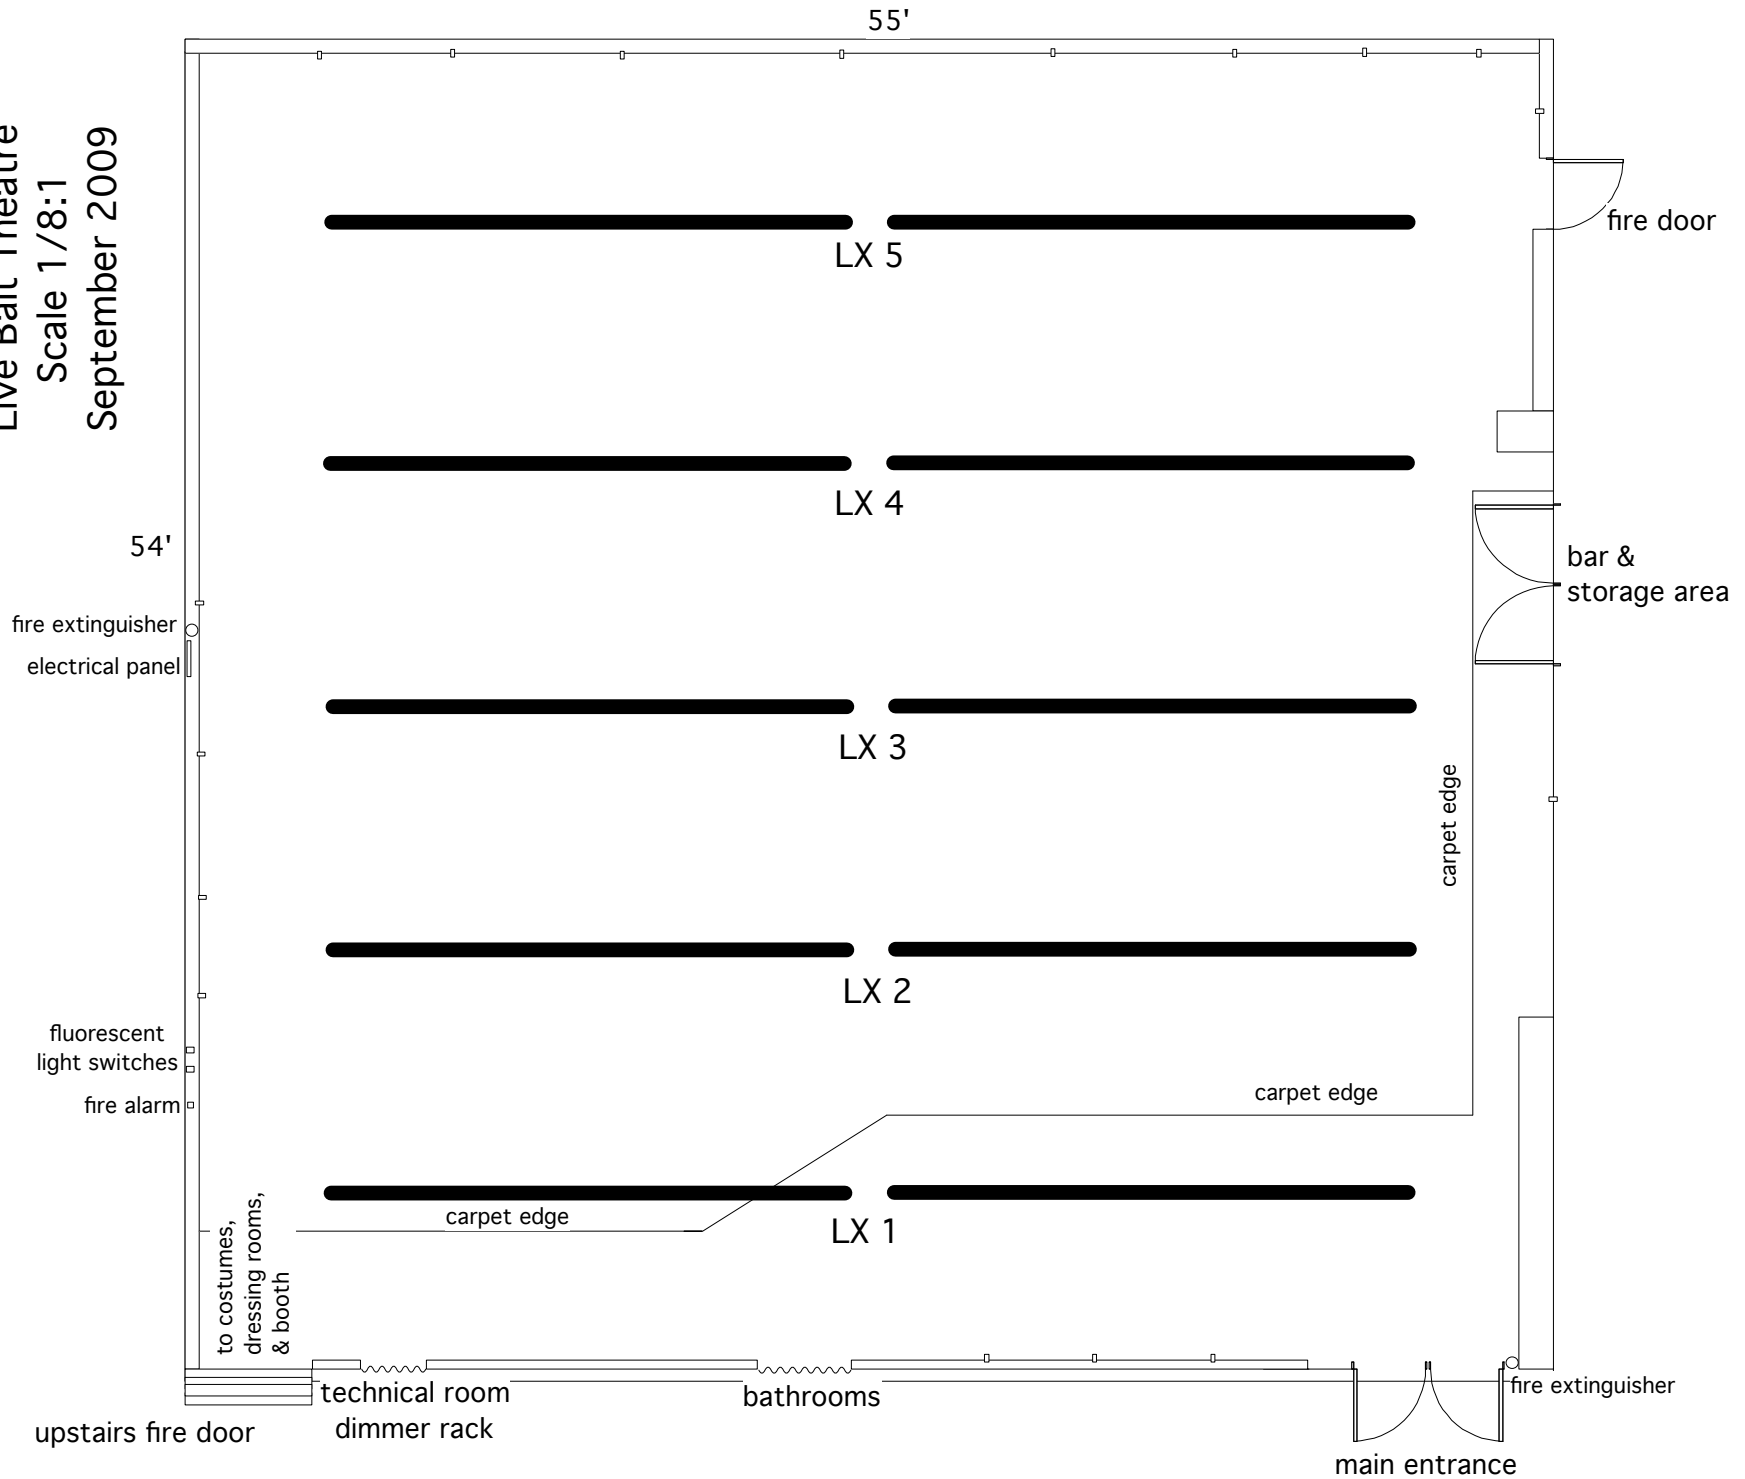 55'
Live Bait Theatre
Scale 1/8:1
September 2009
fire door
LX 5
LX 4
54'
bar &
storage area
fire extinguisher
electrical panel
LX 3
carpet edge
LX 2
fluorescent
light switches
fire alarm
carpet edge
carpet edge
LX 1
to costumes,
dressing rooms,
& booth
technical room
dimmer rack
bathrooms
fire extinguisher
upstairs fire door
main entrance